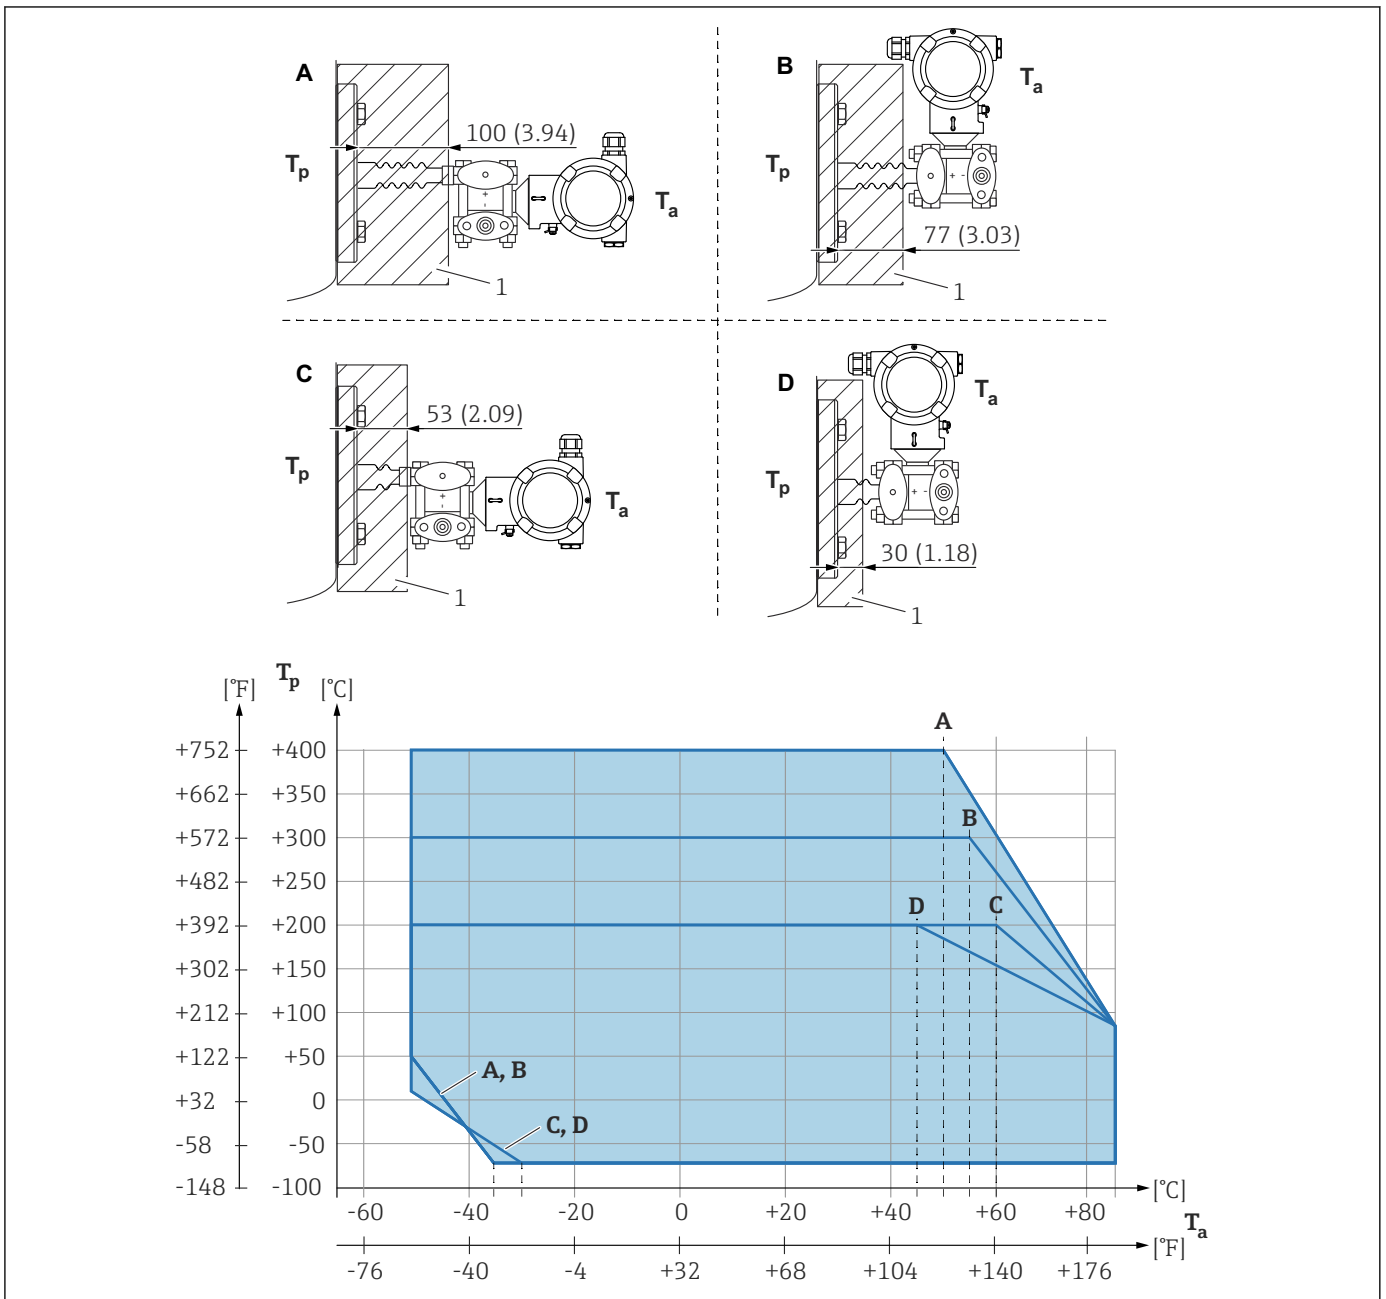 A
100 (3.94)
Tp
Ta
1
B
Ta
Tp
77 (3.03)
1
C
53 (2.09)
Tp
Ta
1
D
Ta
Tp
30 (1.18)
1
Tp
[°F] [°C]
A
+752 +400
+662 +350
B
+572 +300
+482 +250
D C
+392 +200
+302 +150
+212 +100
+122 +50
A, B
+32 0
C, D
-58 -50
-148 -100
[°C]
-60 -40 -20 0 +20 +40 +60 +80
Ta
[°F]
-76 -40 -4 +32 +68 +104 +140 +176